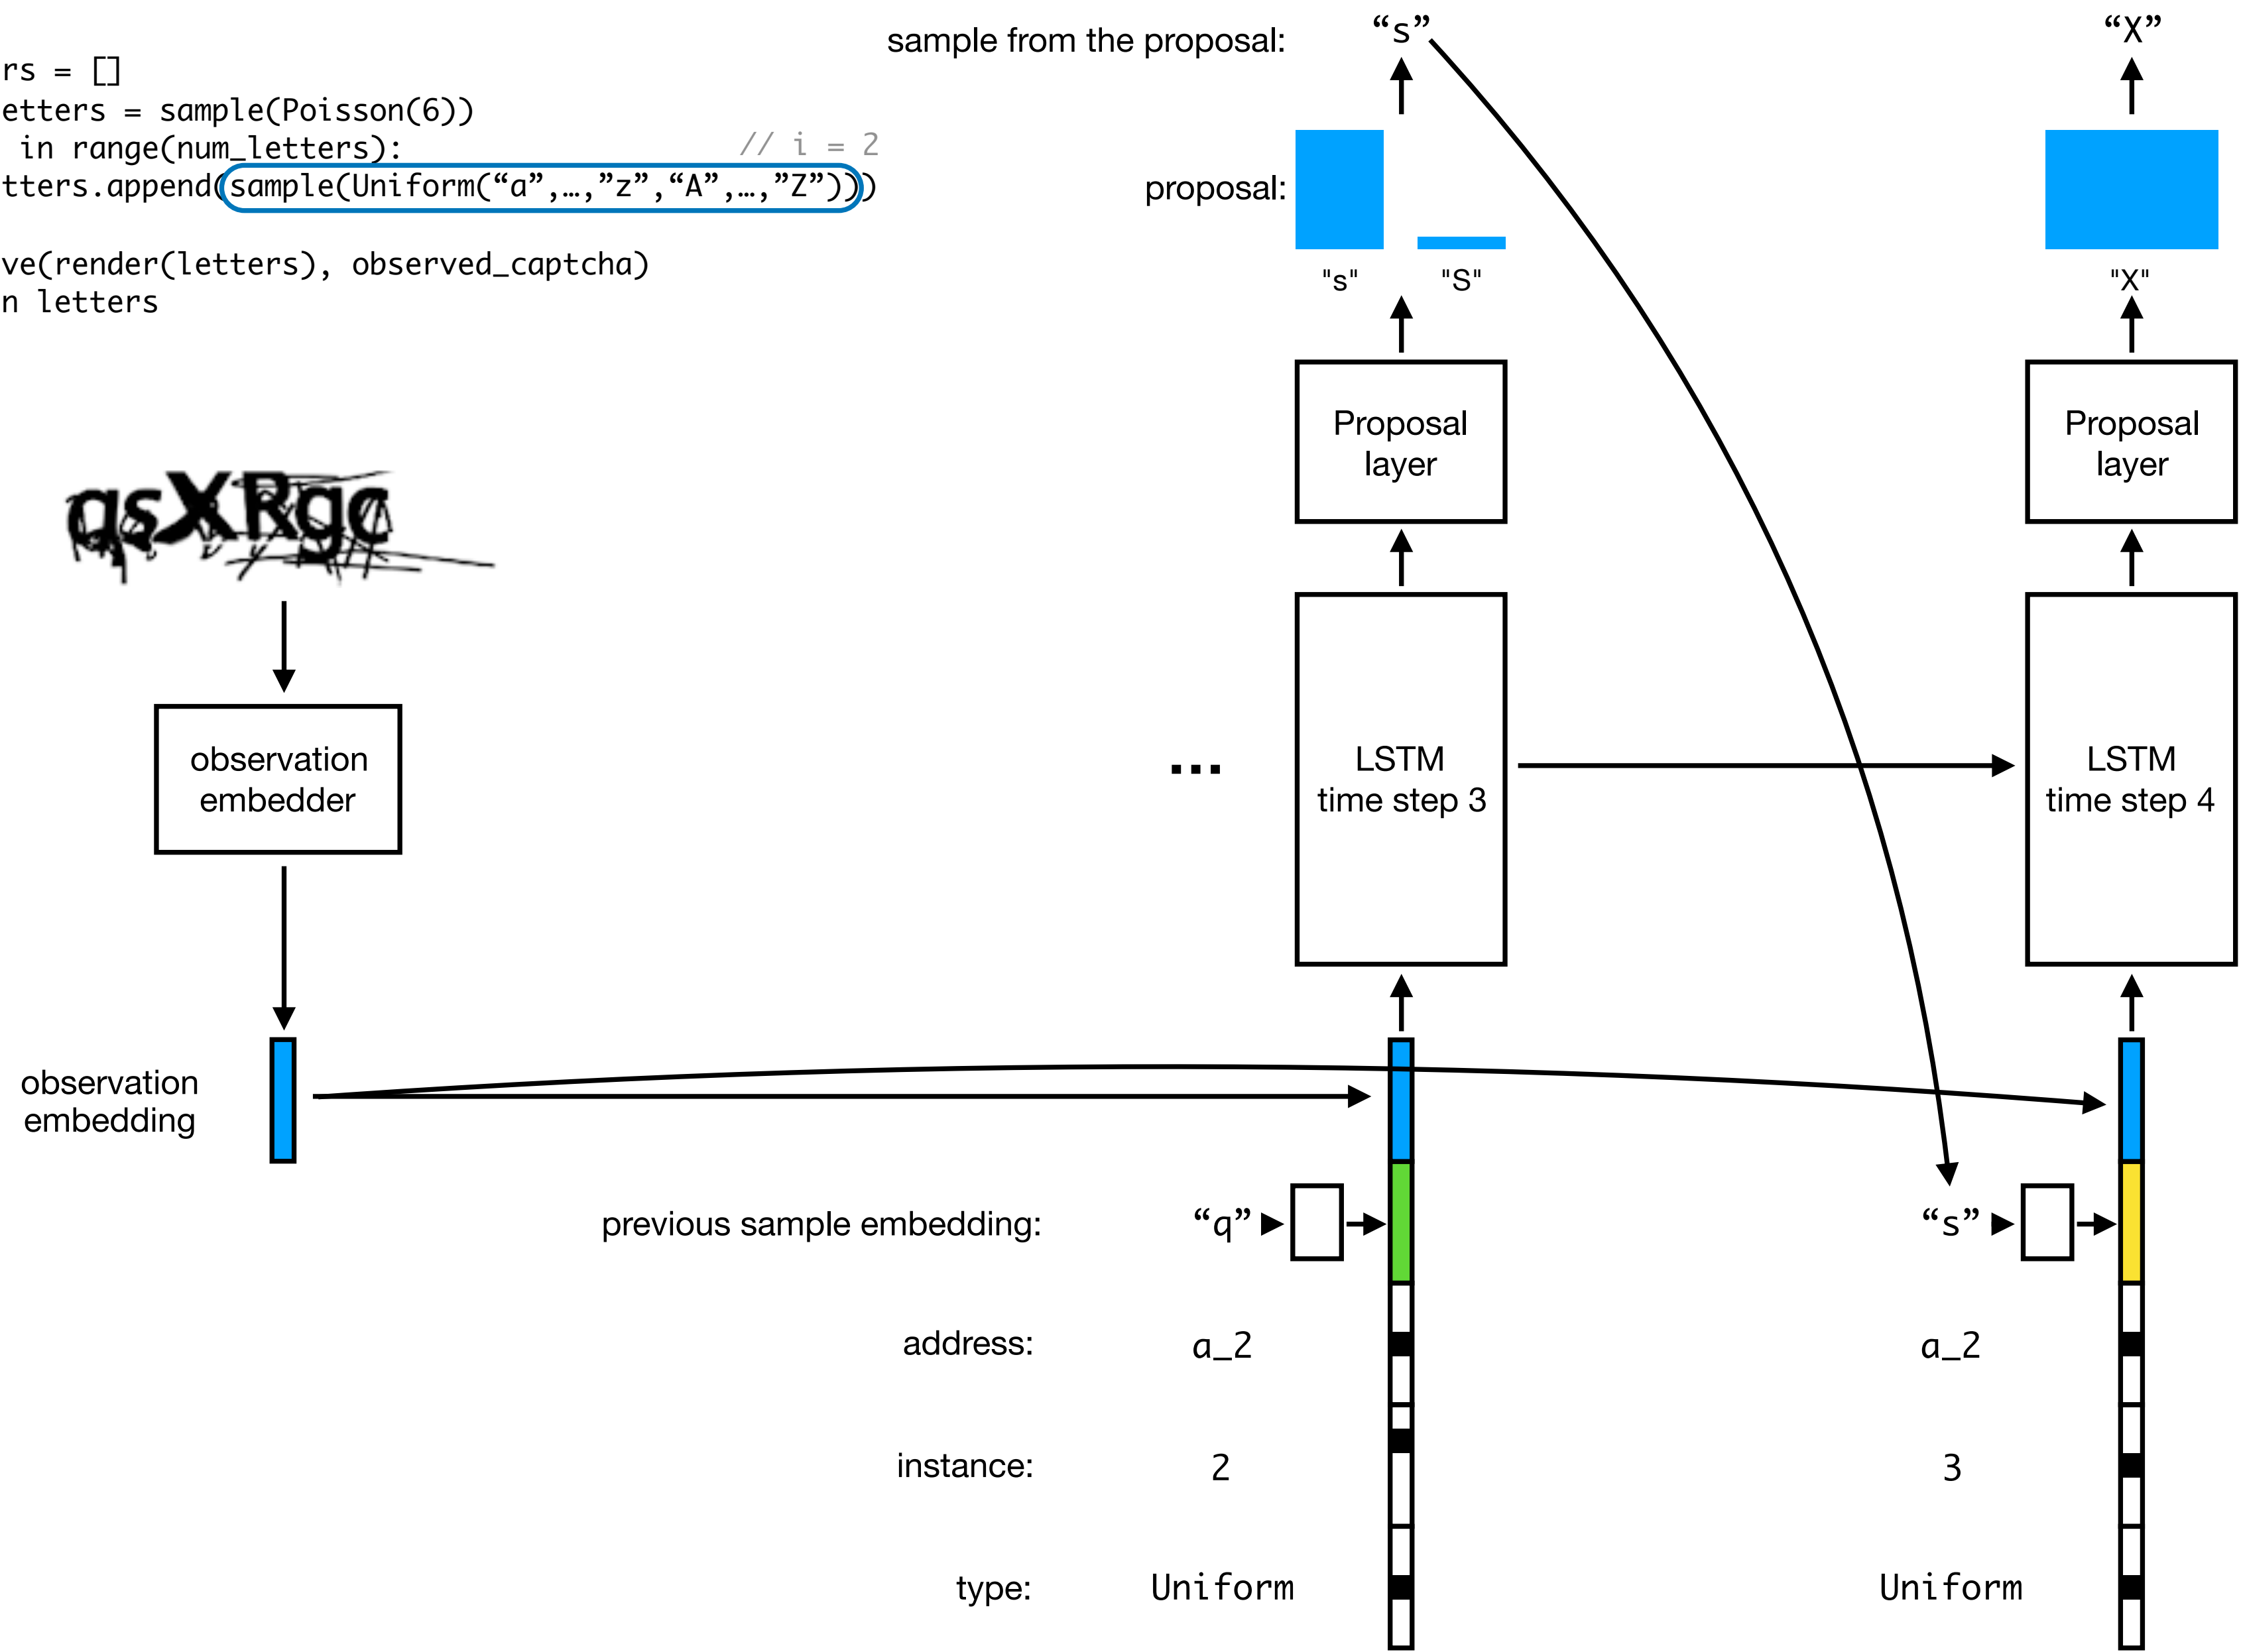 rs = []
etters = sample(Poisson(6))
in range(num_letters):
// i = 2
tters.append(sample(Uniform(“a”,…,”z”,“A”,…,”Z”)))
ve(render(letters), observed_captcha)
n letters
sample from the proposal:
“s”
“X”
proposal:
"s"
"S"
"X"
Proposal
layer
Proposal
layer
qsXRgc
observation
embedder
...
LSTM
time step 3
LSTM
time step 4
observation
embedding
previous sample embedding:
“q”
“s”
address:
a_2
a_2
instance:
2
3
type:
Uniform
Uniform